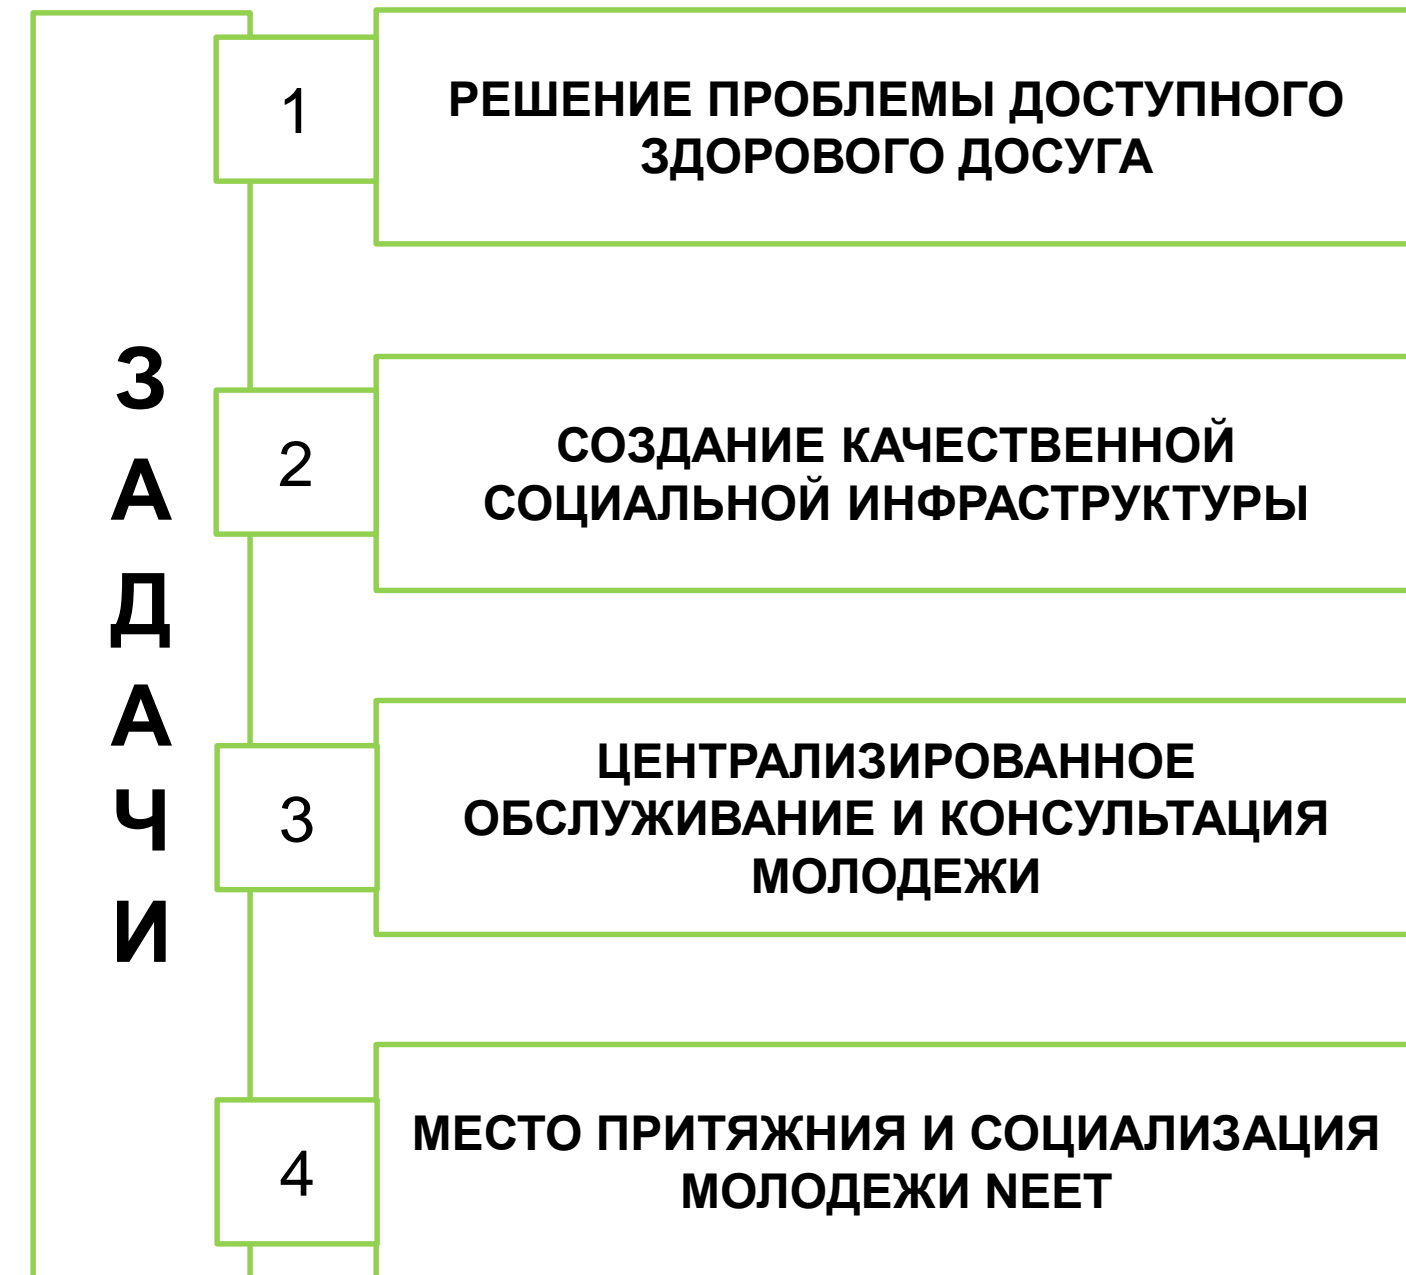 ЗАДАЧИ
1
РЕШЕНИЕ ПРОБЛЕМЫ ДОСТУПНОГО
ЗДОРОВОГО ДОСУГА
2
СОЗДАНИЕ КАЧЕСТВЕННОЙ
СОЦИАЛЬНОЙ ИНФРАСТРУКТУРЫ
3
ЦЕНТРАЛИЗИРОВАННОЕ
ОБСЛУЖИВАНИЕ И КОНСУЛЬТАЦИЯ
МОЛОДЕЖИ
4
МЕСТО ПРИТЯЖНИЯ И СОЦИАЛИЗАЦИЯ
МОЛОДЕЖИ NEET